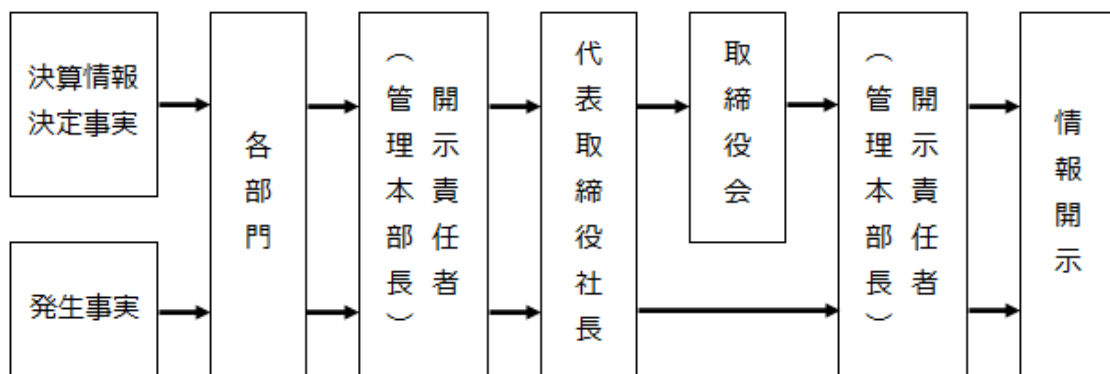 決算情報
決定事実
発生事実
各部門
開示責任者
（管理本部長）
代表取締役社長
取締役会
開示責任者
（管理本部長）
情報開示